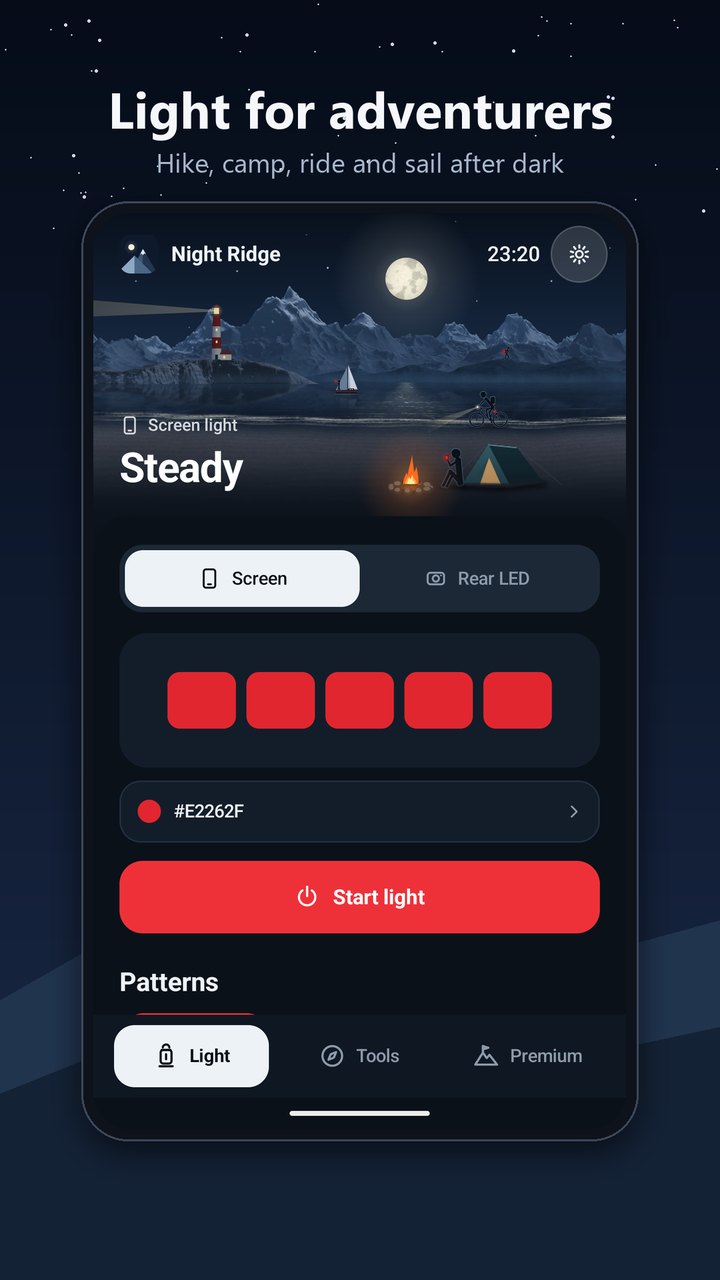 Light for adventurers
Hike, camp, ride and sail after dark
Night Ridge
23:20
Screen light
Steady
Screen
Rear LED
#E2262F
Start light
Patterns
Light
Tools
Premium